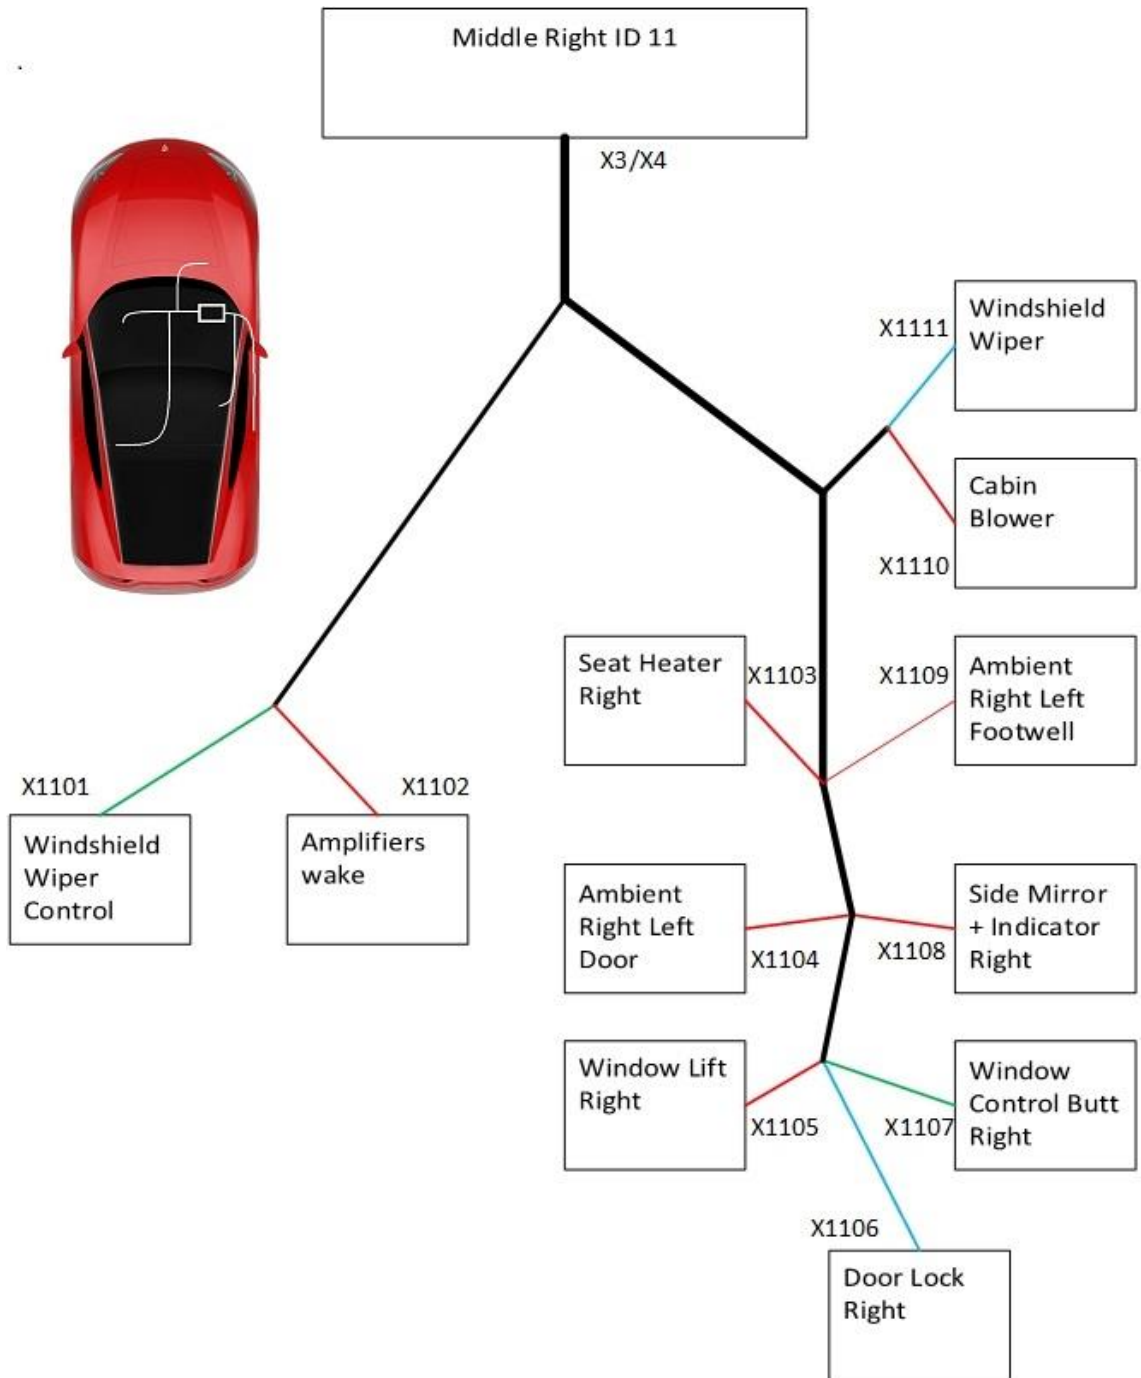 Middle Right ID 11
X3/X4
X1111
Windshield
Wiper
Cabin
Blower
X1110
Seat Heater
Right
X1103
X1109
Ambient
Right Left
Footwell
X1101
X1102
Windshield
Wiper
Control
Amplifiers
wake
Ambient
Right Left
Door
X1104
X1108
Side Mirror
+ Indicator
Right
Window Lift
Right
X1105
X1107
Window
Control Butt
Right
X1106
Door Lock
Right